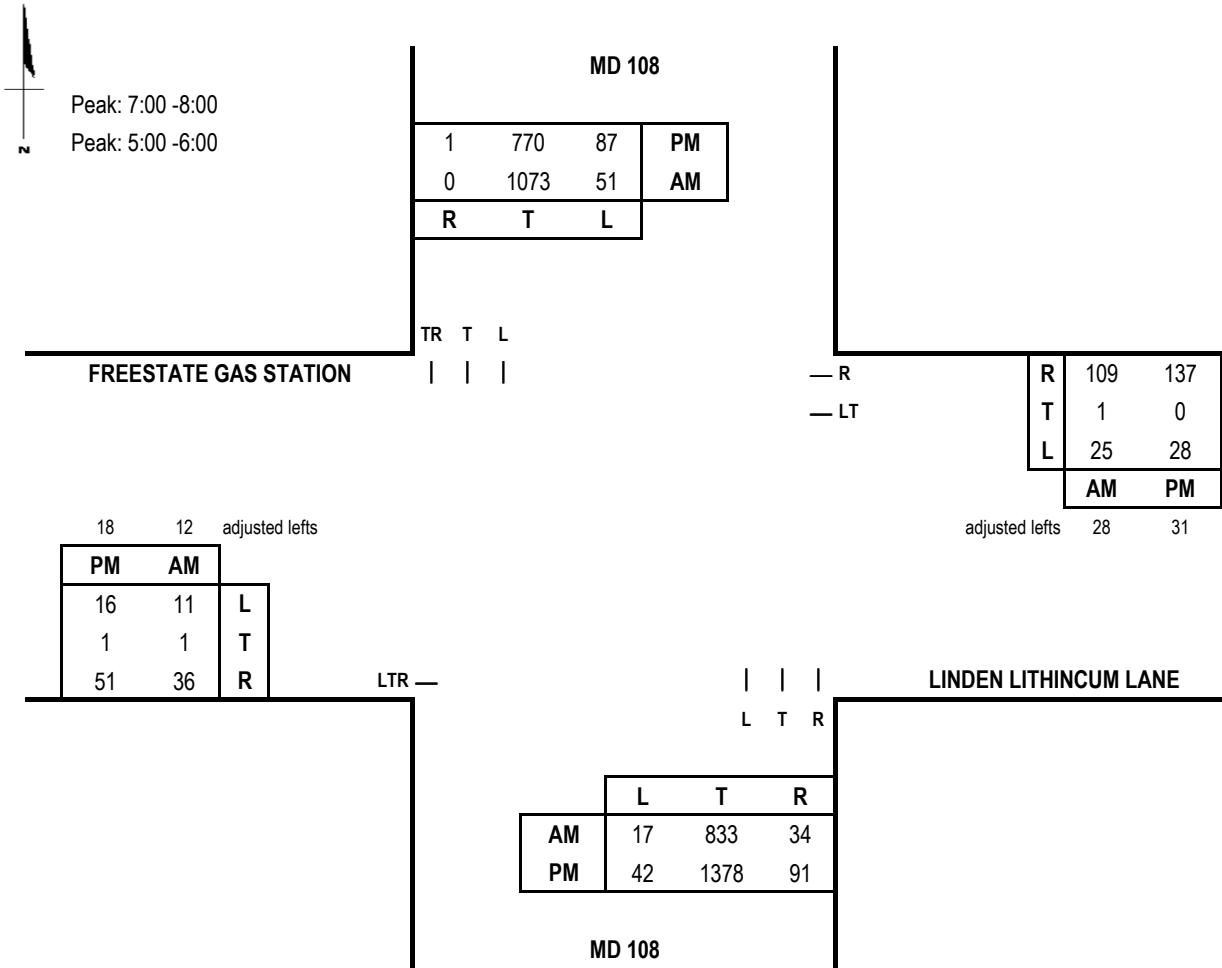 MD 108
Peak: 7:00 -8:00
Peak: 5:00 -6:00
N
1 770 87 PM
0 1073 51 AM
R T L
TR T L
FREESTATE GAS STATION
R
LT
R 109 137
T 1 0
L 25 28
AM PM
adjusted lefts 28 31
18 12 adjusted lefts
PM AM
16 11 L
1 1 T
51 36 R
LTR
LINDEN LITHINCUM LANE
L T R
L T R
AM 17 833 34
PM 42 1378 91
MD 108